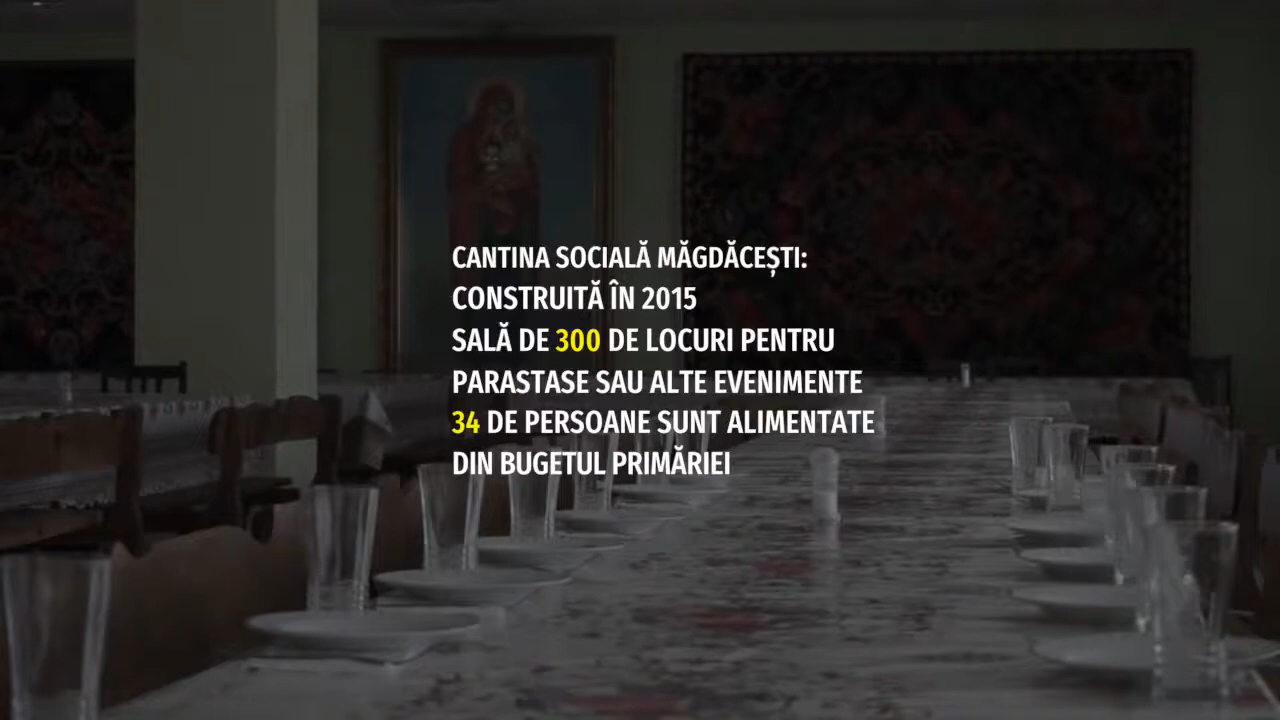 CANTINA SOCIALĂ MĂGDĂCEȘTI:
CONSTRUITĂ ÎN 2015
SALĂ DE 300 DE LOCURI PENTRU
PARASTASE SAU ALTE EVENIMENTE
34 DE PERSOANE SUNT ALIMENTATE
DIN BUGETUL PRIMĂRIEI